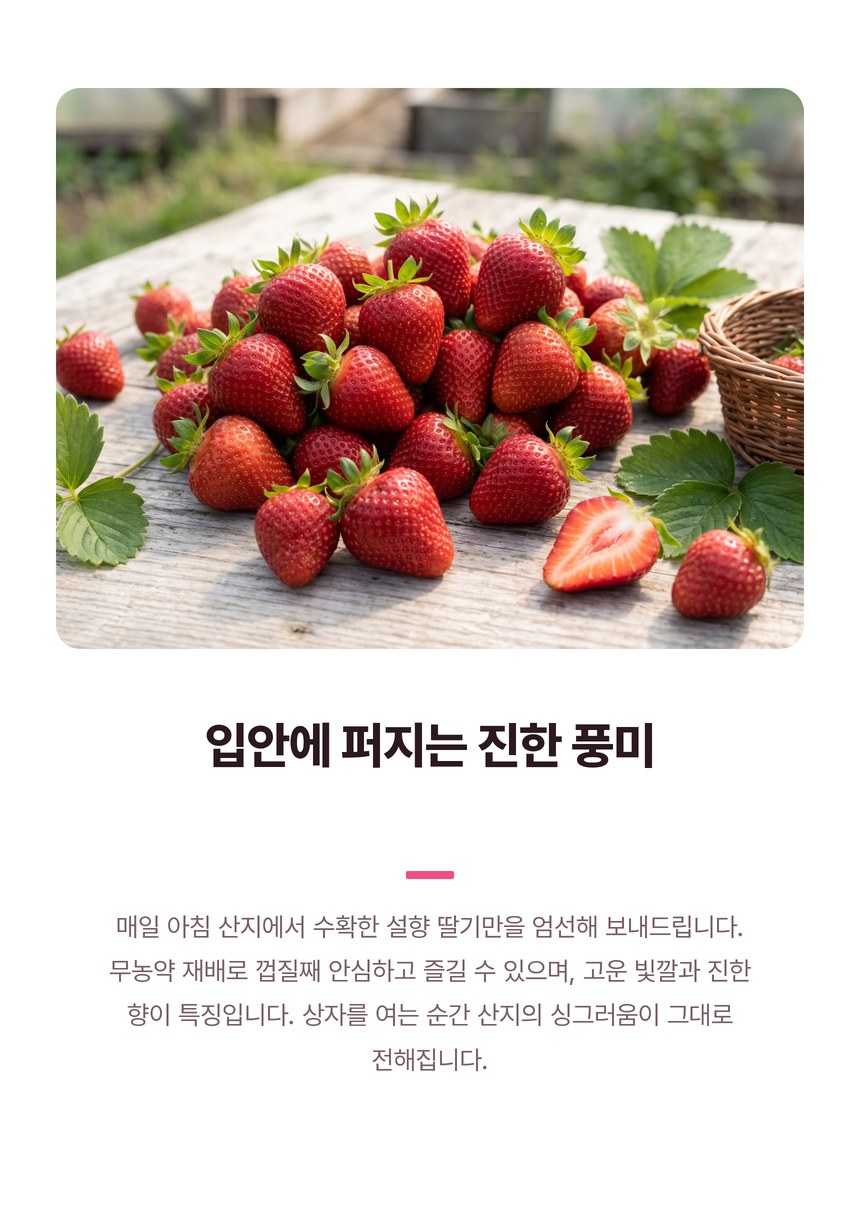 입안에 퍼지는 진한 풍미
매일 아침 산지에서 수확한 설향 딸기만을 엄선해 보내드립니다.
무농약 재배로 껍질째 안심하고 즐길 수 있으며, 고운 빛깔과 진한
향이 특징입니다. 상자를 여는 순간 산지의 싱그러움이 그대로
전해집니다.